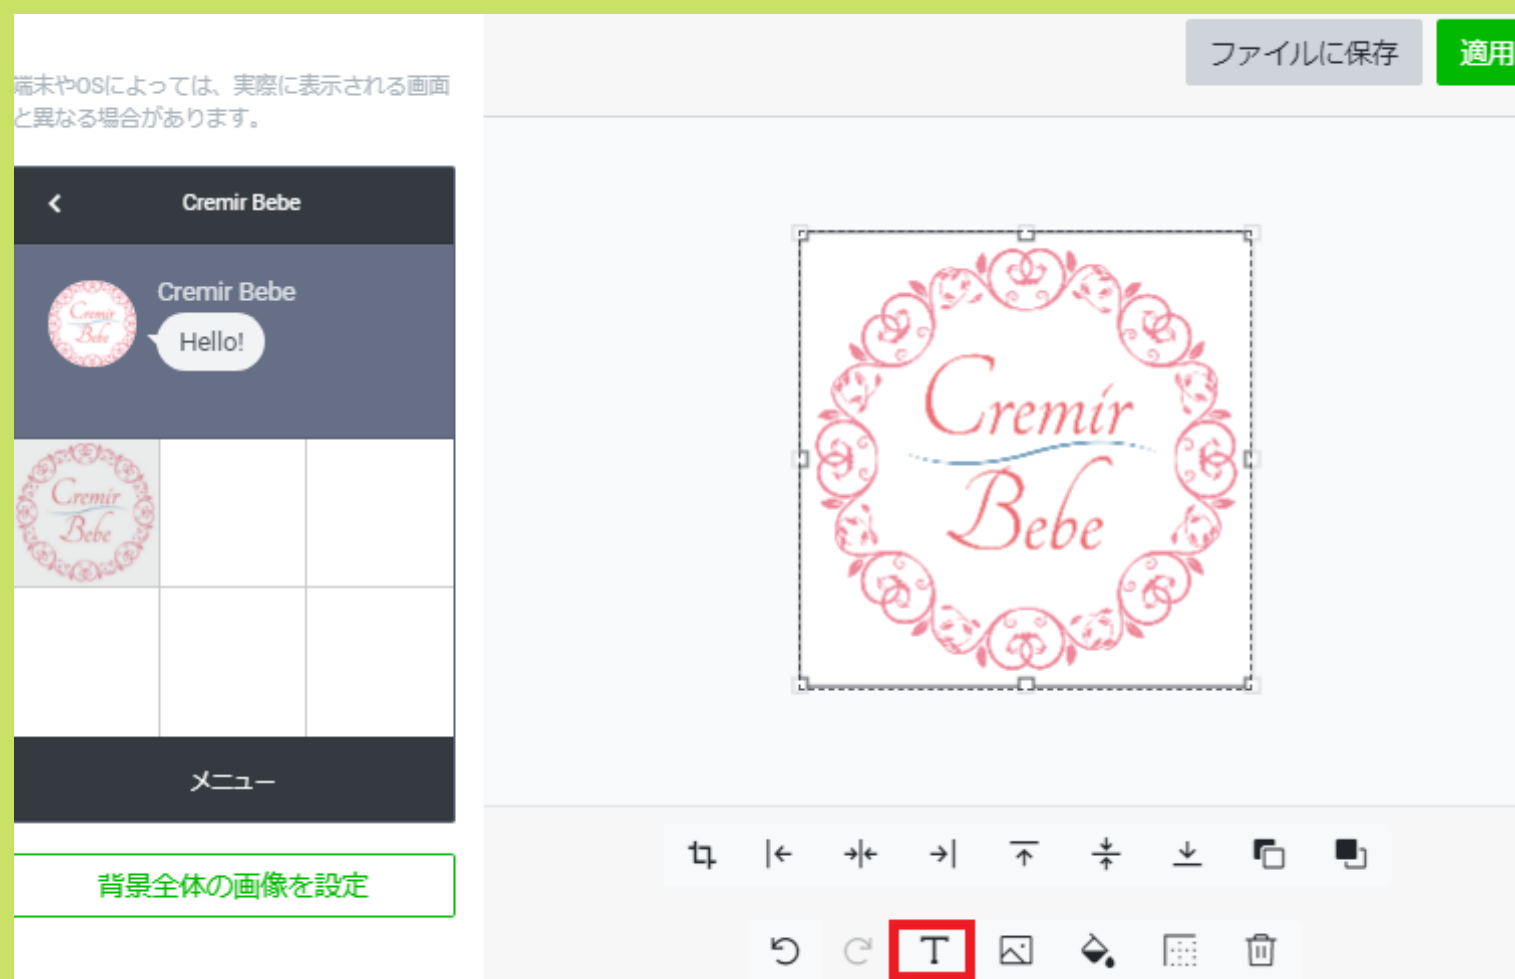 ファイルに保存
適用
端末やOSによっては、実際に表示される画面
と異なる場合があります。
Cremir Bebe
Cremir Bebe
Cremir
Bebe
Hello!
Cremir
Bebe
Cremir
Bebe
メニュー
背景全体の画像を設定
T